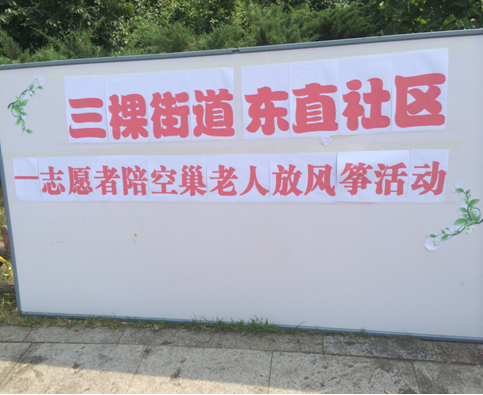 三棵街道 东直社区
一志愿者陪空巢老人放风筝活动